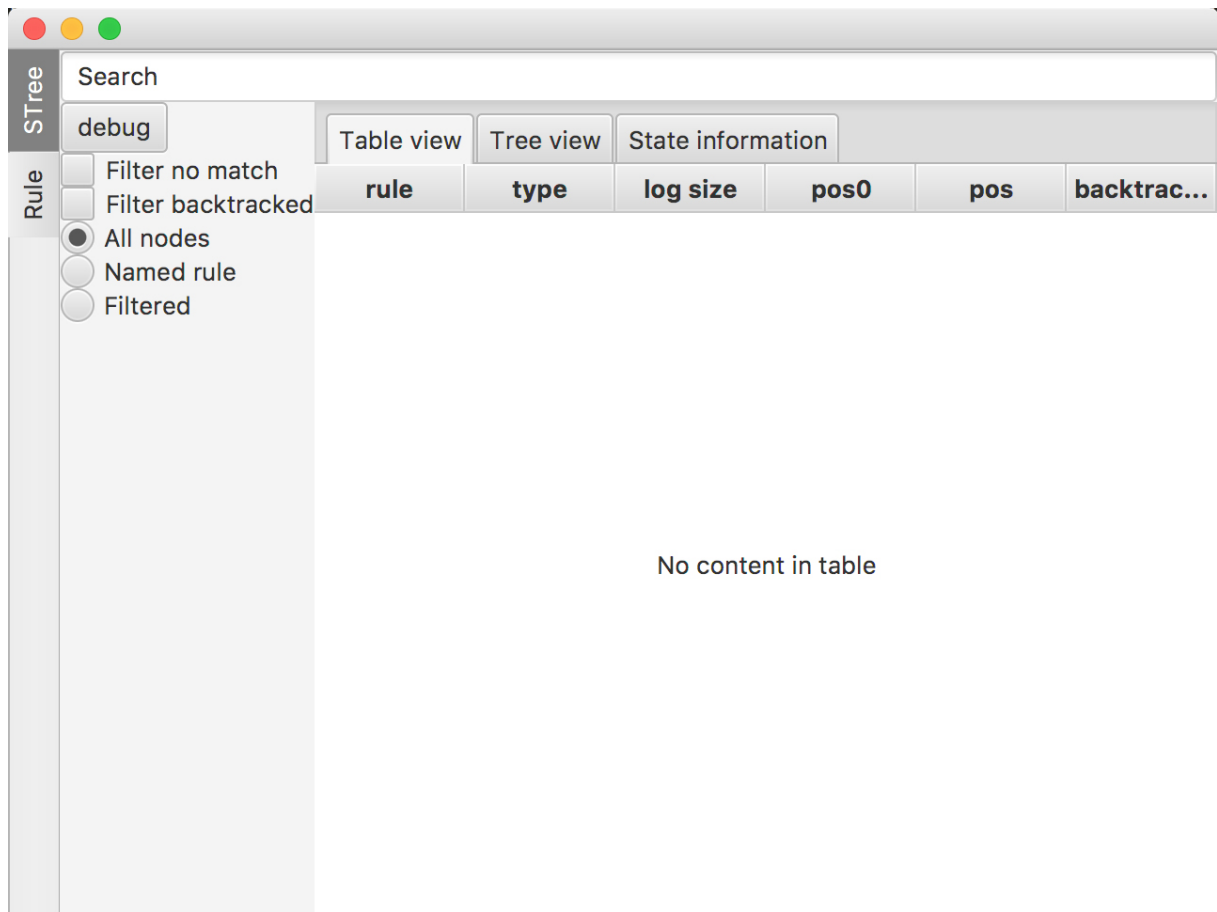 STree
Rule
Search
debug
Filter no match
Filter backtracked
All nodes
Named rule
Filtered
Table view Tree view State information
rule type log size pos0 pos backtrac...
No content in table